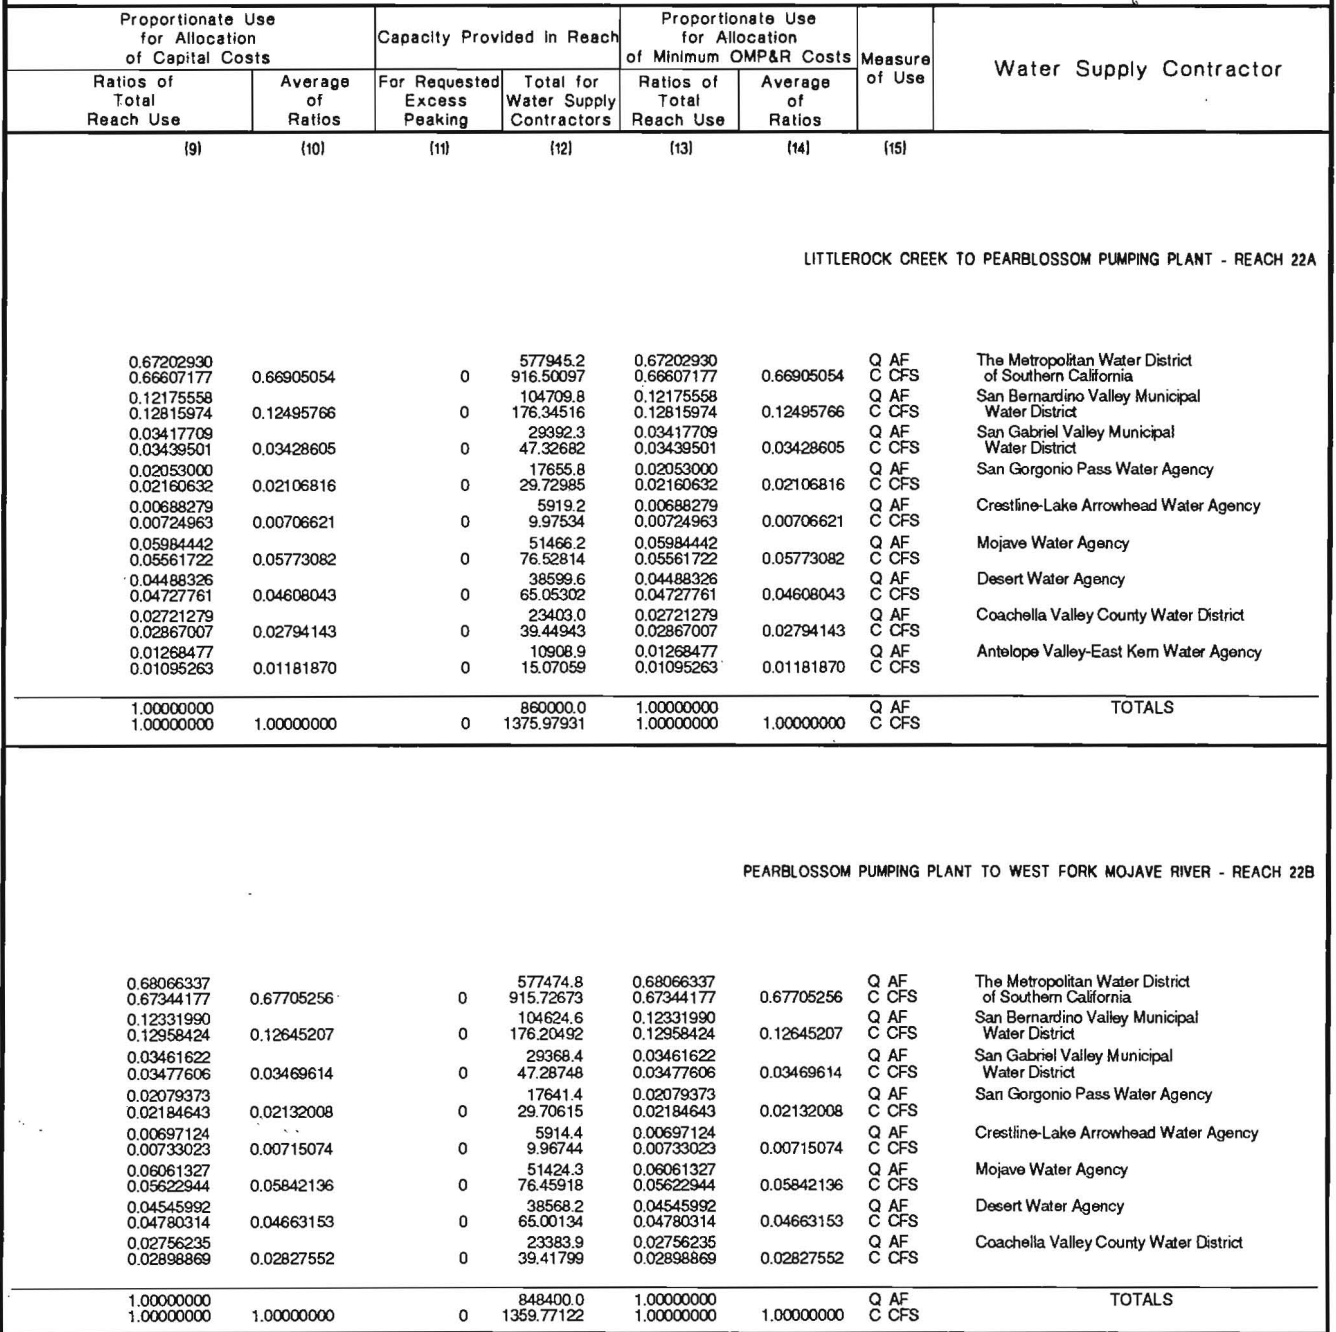 Proportionate Use for Allocation of Capital Costs
Capacity Provided in Reach
Proportionate Use for Allocation of Minimum OMP&R Costs
Measure of Use
Water Supply Contractor
Ratios of Total Reach Use
Average of Ratios
For Requested Excess Peaking
Total for Water Supply Contractors
Ratios of Total Reach Use
Average of Ratios
(9) (10) (11) (12) (13) (14) (15)
LITTLEROCK CREEK TO PEARBLOSSOM PUMPING PLANT - REACH 22A
0.67202930 577945.2 0.67202930 Q AF The Metropolitan Water District
0.66607177 0.66905054 0 916.50097 0.66607177 0.66905054 C CFS of Southern California
0.12175558 104709.8 0.12175558 Q AF San Bernardino Valley Municipal
0.12815974 0.12495766 0 176.34516 0.12815974 0.12495766 C CFS Water District
0.03417709 29392.3 0.03417709 Q AF San Gabriel Valley Municipal
0.03439501 0.03428605 0 47.32682 0.03439501 0.03428605 C CFS Water District
0.02053000 17655.8 0.02053000 Q AF San Gorgonio Pass Water Agency
0.02160632 0.02106816 0 29.72985 0.02160632 0.02106816 C CFS
0.00688279 5919.2 0.00688279 Q AF Crestline-Lake Arrowhead Water Agency
0.00724963 0.00706621 0 9.97534 0.00724963 0.00706621 C CFS
0.05984442 51466.2 0.05984442 Q AF Mojave Water Agency
0.05561722 0.05773082 0 76.52814 0.05561722 0.05773082 C CFS
0.04488326 38599.6 0.04488326 Q AF Desert Water Agency
0.04727761 0.04608043 0 65.05302 0.04727761 0.04608043 C CFS
0.02721279 23403.0 0.02721279 Q AF Coachella Valley County Water District
0.02867007 0.02794143 0 39.44943 0.02867007 0.02794143 C CFS
0.01268477 10908.9 0.01268477 Q AF Antelope Valley-East Kern Water Agency
0.01095263 0.01181870 0 15.07059 0.01095263 0.01181870 C CFS
1.00000000 860000.0 1.00000000 Q AF TOTALS
1.00000000 1.00000000 0 1375.97931 1.00000000 1.00000000 C CFS
PEARBLOSSOM PUMPING PLANT TO WEST FORK MOJAVE RIVER - REACH 22B
0.68066337 577474.8 0.68066337 Q AF The Metropolitan Water District
0.67344177 0.67705256 0 915.72673 0.67344177 0.67705256 C CFS of Southern California
0.12331990 104624.6 0.12331990 Q AF San Bernardino Valley Municipal
0.12958424 0.12645207 0 176.20492 0.12958424 0.12645207 C CFS Water District
0.03461622 29368.4 0.03461622 Q AF San Gabriel Valley Municipal
0.03477606 0.03469614 0 47.28748 0.03477606 0.03469614 C CFS Water District
0.02079373 17641.4 0.02079373 Q AF San Gorgonio Pass Water Agency
0.02184643 0.02132008 0 29.70615 0.02184643 0.02132008 C CFS
0.00697124 5914.4 0.00697124 Q AF Crestline-Lake Arrowhead Water Agency
0.00733023 0.00715074 0 9.96744 0.00733023 0.00715074 C CFS
0.06061327 51424.3 0.06061327 Q AF Mojave Water Agency
0.05622944 0.05842136 0 76.45918 0.05622944 0.05842136 C CFS
0.04545992 38568.2 0.04545992 Q AF Desert Water Agency
0.04780314 0.04663153 0 65.00134 0.04780314 0.04663153 C CFS
0.02756235 23383.9 0.02756235 Q AF Coachella Valley County Water District
0.02898869 0.02827552 0 39.41799 0.02898869 0.02827552 C CFS
1.00000000 848400.0 1.00000000 Q AF TOTALS
1.00000000 1.00000000 0 1359.77122 1.00000000 1.00000000 C CFS